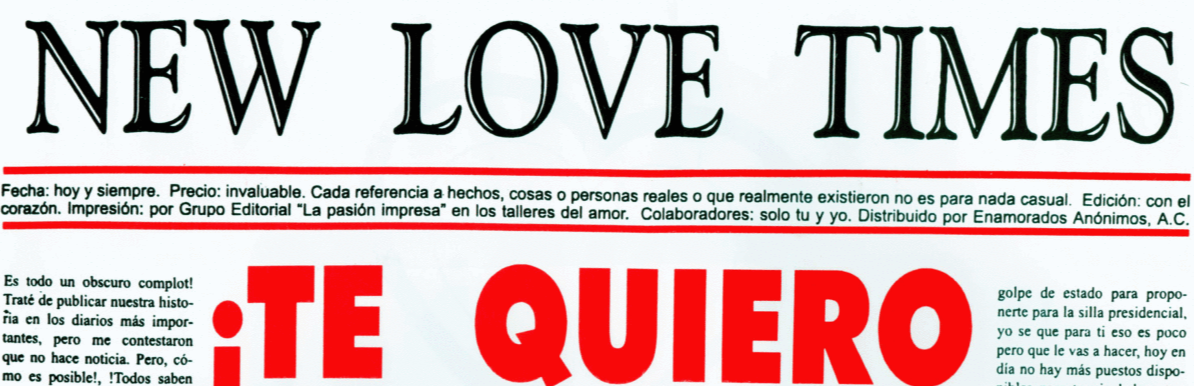 NEW LOVE TIMES
Fecha: hoy y siempre. Precio: invaluable. Cada referencia a hechos, cosas o personas reales o que realmente existieron no es para nada casual. Edición: con el
corazón. Impresión: por Grupo Editorial "La pasión impresa" en los talleres del amor. Colaboradores: solo tu y yo. Distribuido por Enamorados Anónimos, A.C.
Es todo un obscuro complot!
Traté de publicar nuestra histo-
ria en los diarios más impor-
tantes, pero me contestaron
que no hace noticia. Pero, có-
mo es posible!, !Todos saben
¡TE QUIERO
golpe de estado para propo-
nerte para la silla presidencial,
yo se que para ti eso es poco
pero que le vas a hacer, hoy en
día no hay más puestos dispo-